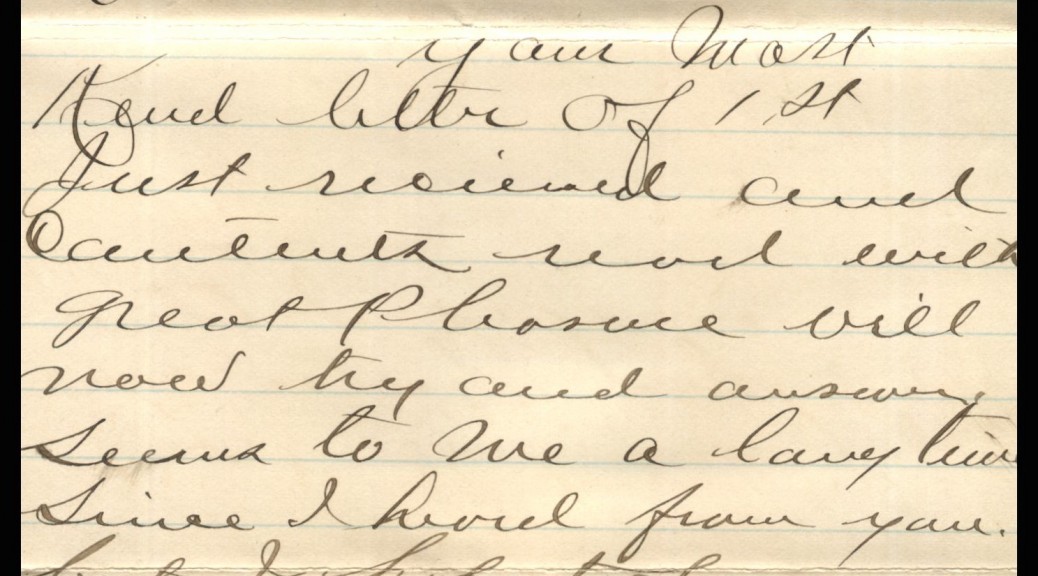 your Most
Kind letter of 1st
Just recieved and
Contents read with
great Pleasure will
now try and answer.
Seems to Me a long time
Since I heard from you.